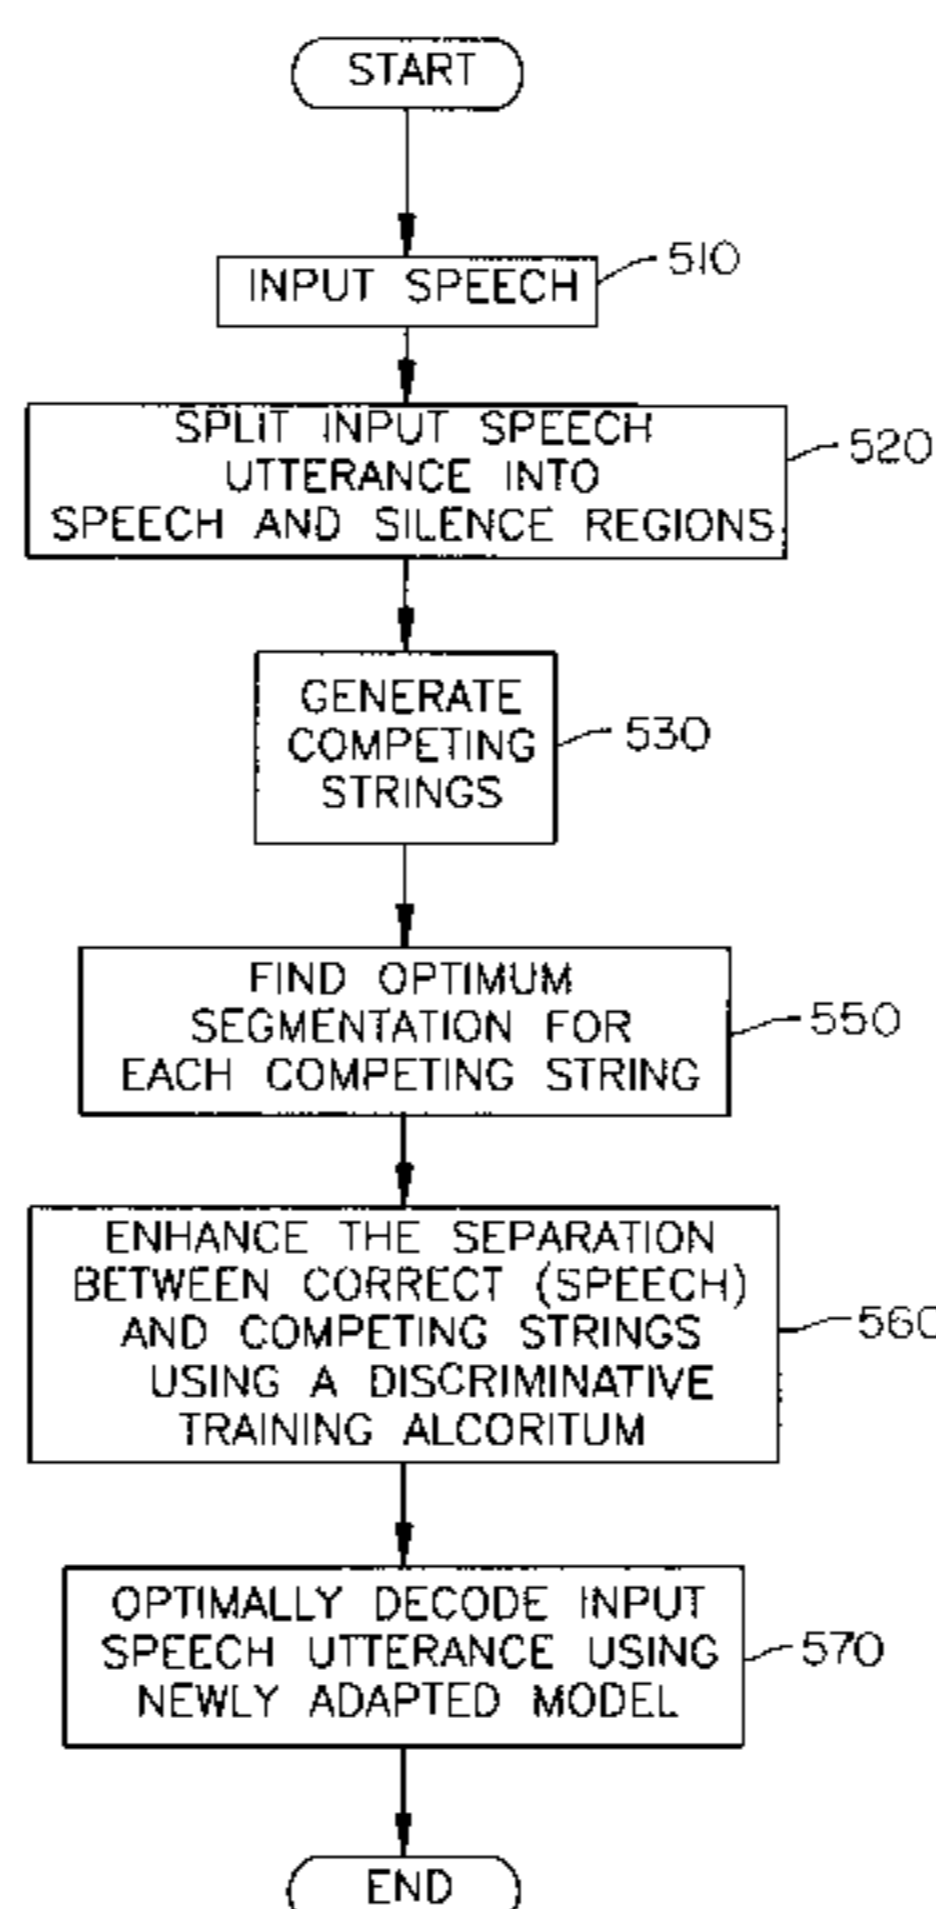 START
INPUT SPEECH
510
SPLIT INPUT SPEECH
UTTERANCE INTO
SPEECH AND SILENCE REGIONS
520
GENERATE
COMPETING
STRINGS
530
FIND OPTIMUM
SEGMENTATION FOR
EACH COMPETING STRING
550
ENHANCE THE SEPARATION
BETWEEN CORRECT (SPEECH)
AND COMPETING STRINGS
USING A DISCRIMINATIVE
TRAINING ALCORITUM
560
OPTIMALLY DECODE INPUT
SPEECH UTTERANCE USING
NEWLY ADAPTED MODEL
570
END